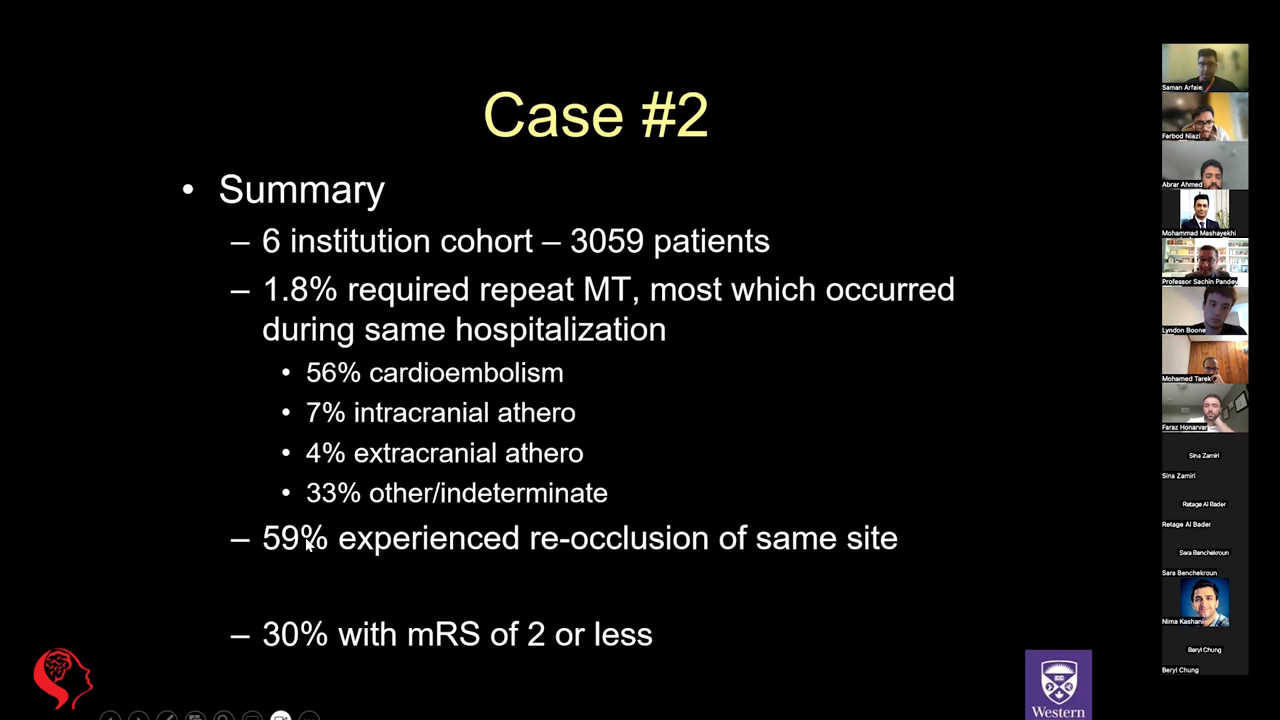 Case #2
• Summary
– 6 institution cohort – 3059 patients
– 1.8% required repeat MT, most which occurred
during same hospitalization
• 56% cardioembolism
• 7% intracranial athero
• 4% extracranial athero
• 33% other/indeterminate
– 59% experienced re-occlusion of same site
– 30% with mRS of 2 or less
Western
Saman Arfaie
Farbod Niazi
Abrar Ahmed
Mohammad Mashayekhi
Professor Sachin Pandey
Lyndon Boone
Mohamed Tarek
Feraz Honarvar
Sina Zamiri
Sina Zamiri
Retage Al Bader
Retage Al Bader
Sara Benchekroun
Sara Benchekroun
Nima Kashani
Beryl Chung
Beryl Chung